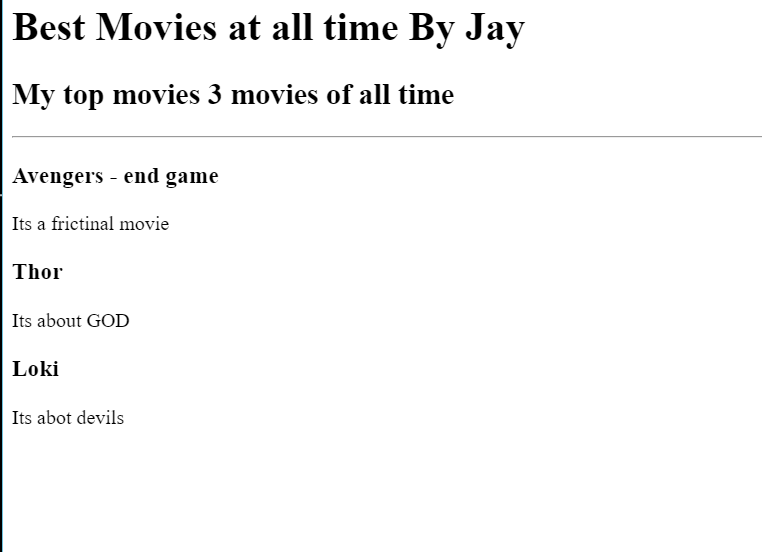 Best Movies at all time By Jay
My top movies 3 movies of all time
Avengers - end game
Its a frictinal movie
Thor
Its about GOD
Loki
Its abot devils